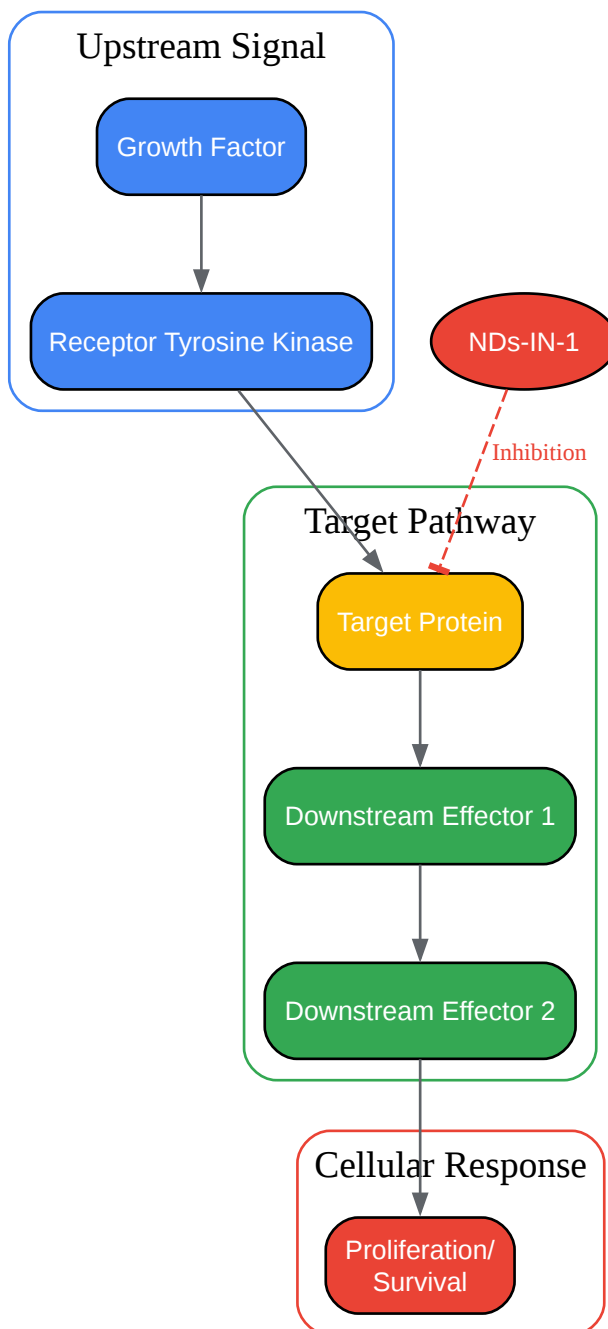 Upstream Signal
Growth Factor
Receptor Tyrosine Kinase
NDs-IN-1
Inhibition
Target Pathway
Target Protein
Downstream Effector 1
Downstream Effector 2
Cellular Response
Proliferation/
Survival